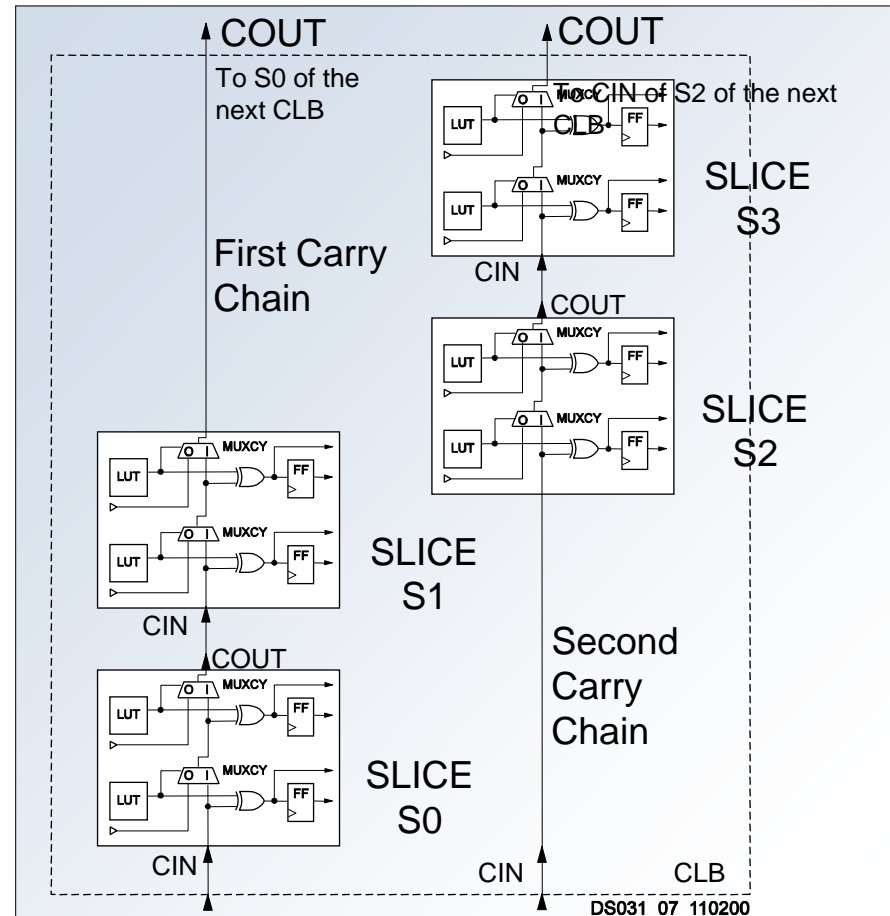 COUT
To S0 of the
next CLB
COUT
To CIN of S2 of the next
CLB
O I MUXCY
LUT
FF
O I MUXCY
LUT
FF
SLICE
S3
CIN
First Carry
Chain
COUT
O I MUXCY
LUT
FF
O I MUXCY
LUT
FF
SLICE
S2
O I MUXCY
LUT
FF
O I MUXCY
LUT
FF
SLICE
S1
CIN
COUT
O I MUXCY
LUT
FF
O I MUXCY
LUT
FF
SLICE
S0
CIN
Second
Carry
Chain
CIN
CLB
DS031_07_110200